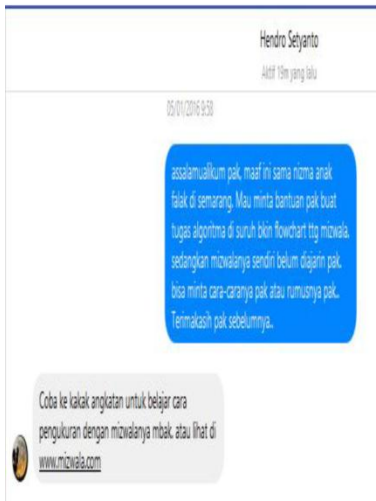 Hendro Setyanto
Aktif 19m yang lalu
05/01/2016 9:58
assalamualikum pak, maaf ini sama nizma anak
falak di semarang. Mau minta bantuan pak buat
tugas algoritma di suruh bkin flowchart ttg mizwala.
sedangkan mizwalanya sendiri belum diajarin pak.
bisa minta cara-caranya pak atau rumusnya pak..
Terimakasih pak sebelumnya..
Coba ke kakak angkatan untuk belajar cara
pengukuran dengan mizwalanya mbak. atau lihat di
www.mizwala.com